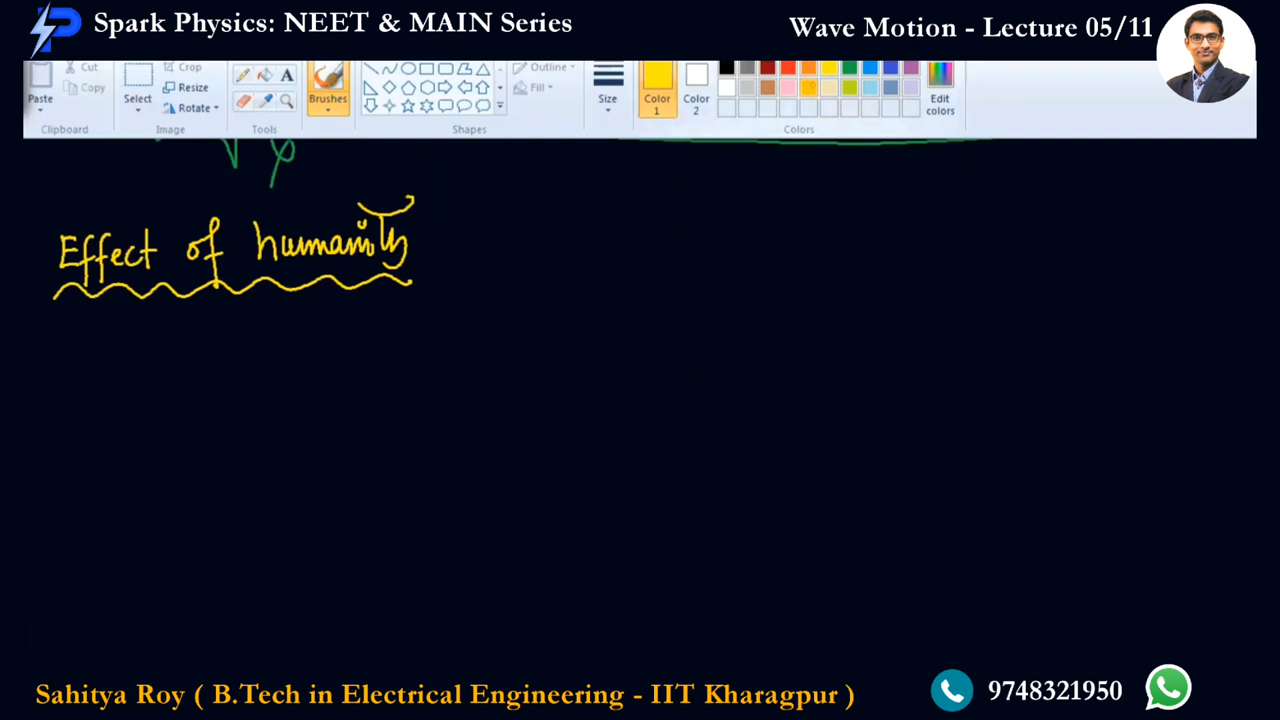 Spark Physics: NEET & MAIN Series
Wave Motion - Lecture 05/11
Cut
Crop
Outline
Copy
Resize
Fill
Paste
Select
Rotate
Brushes
Size
Color 1
Color 2
Edit colors
Clipboard
Image
Tools
Shapes
Colors
Effect of humanity
Sahitya Roy ( B.Tech in Electrical Engineering - IIT Kharagpur )
9748321950